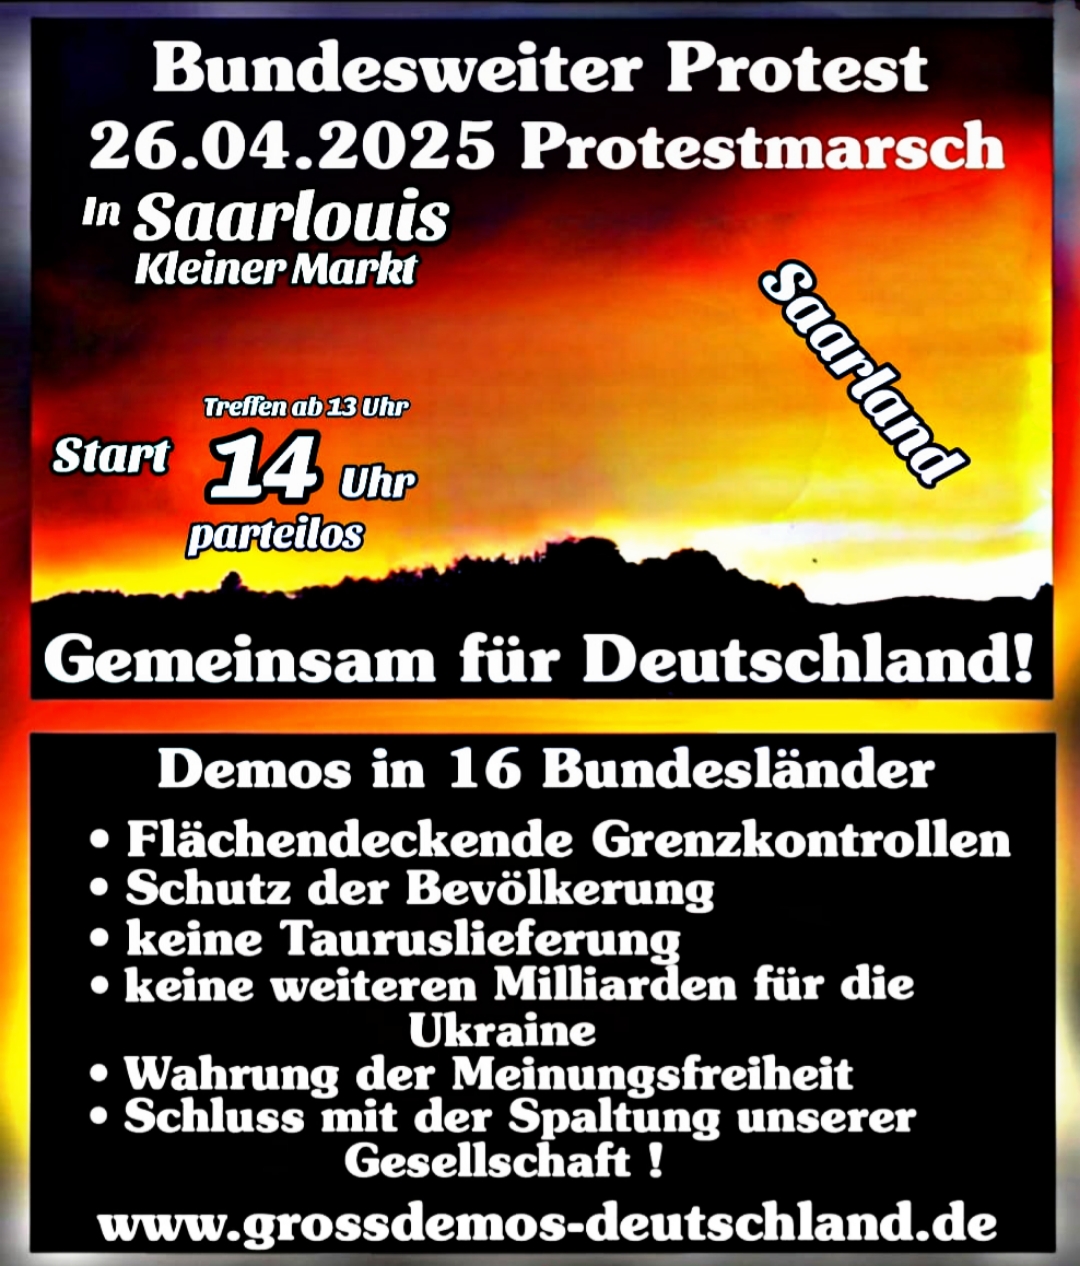 Bundesweiter Protest
26.04.2025 Protestmarsch
In Saarlouis
Kleiner Markt
Saarland
Treffen ab 13 Uhr
Start 14 Uhr
parteilos
Gemeinsam für Deutschland!
Demos in 16 Bundesländer
• Flächendeckende Grenzkontrollen
• Schutz der Bevölkerung
• keine Tauruslieferung
• keine weiteren Milliarden für die
Ukraine
• Wahrung der Meinungsfreiheit
• Schluss mit der Spaltung unserer
Gesellschaft !
www.grossdemos-deutschland.de